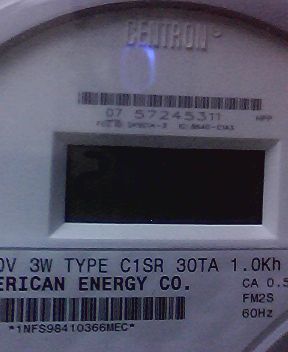 CENTRON®
07 57245311
APP
0V 3W TYPE C1SR 30TA 1.0Kh
ERICAN ENERGY CO.
CA 0.5
FM2S
60Hz
*1NFS98410366MEC*